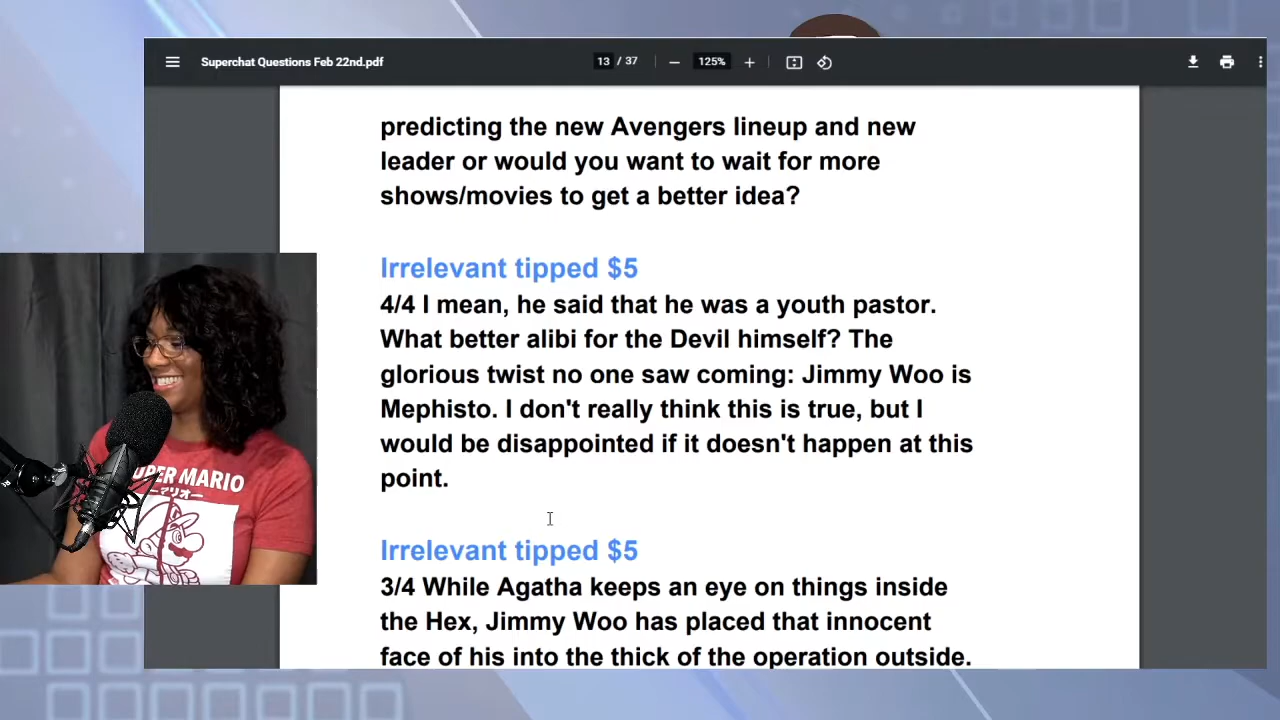 Superchat Questions Feb 22nd.pdf
13 / 37
125%
predicting the new Avengers lineup and new
leader or would you want to wait for more
shows/movies to get a better idea?
Irrelevant tipped $5
4/4 I mean, he said that he was a youth pastor.
What better alibi for the Devil himself? The
glorious twist no one saw coming: Jimmy Woo is
Mephisto. I don't really think this is true, but I
would be disappointed if it doesn't happen at this
point.
Irrelevant tipped $5
3/4 While Agatha keeps an eye on things inside
the Hex, Jimmy Woo has placed that innocent
face of his into the thick of the operation outside.
SUPER MARIO
マリオー